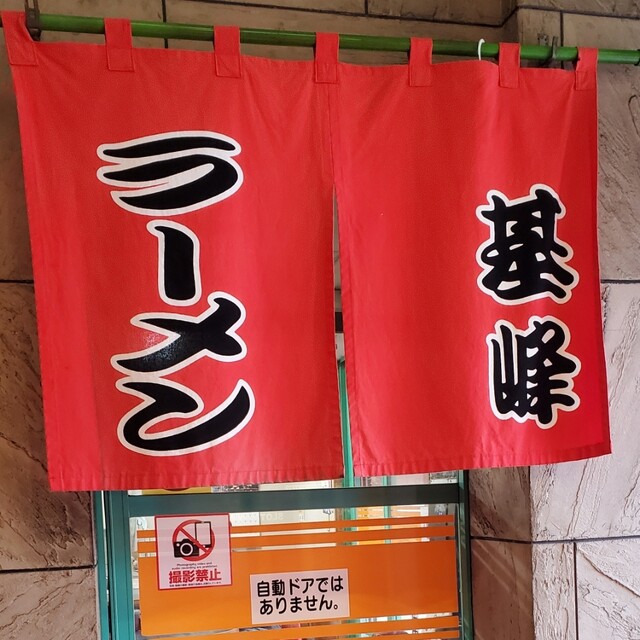 基峰
ラーメン
撮影禁止
自動ドアでは
ありません。